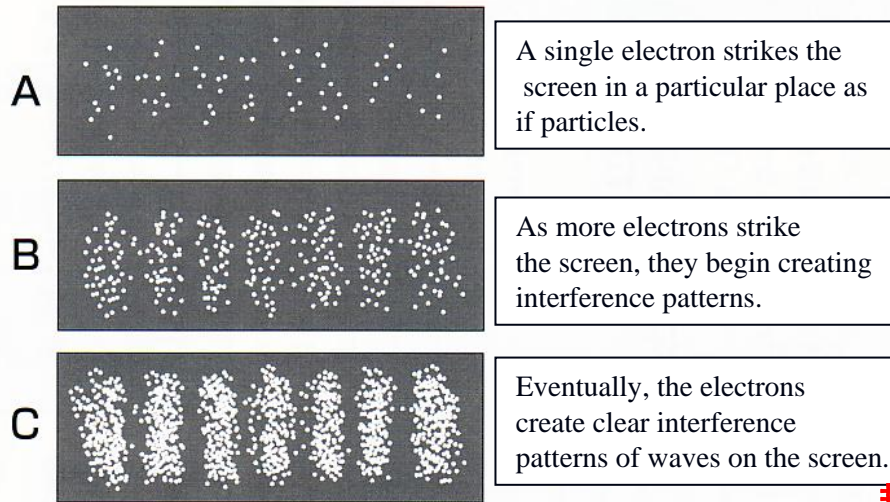 A
A single electron strikes the
screen in a particular place as
if particles.
B
As more electrons strike
the screen, they begin creating
interference patterns.
C
Eventually, the electrons
create clear interference
patterns of waves on the screen.